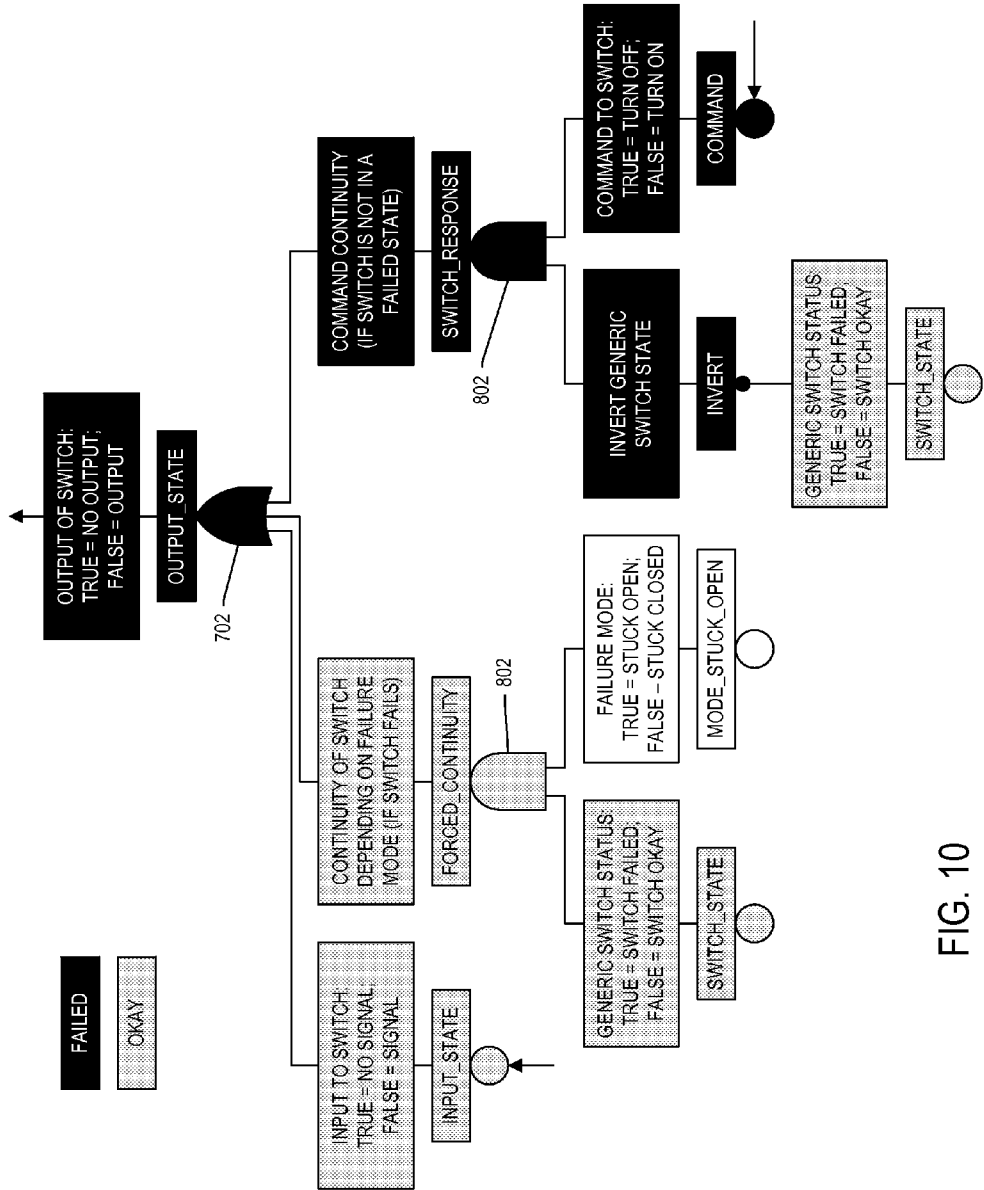 FAILED
OKAY
OUTPUT OF SWITCH:
TRUE = NO OUTPUT;
FALSE = OUTPUT
OUTPUT_STATE
702
INPUT TO SWITCH:
TRUE = NO SIGNAL;
FALSE = SIGNAL
INPUT_STATE
CONTINUITY OF SWITCH
DEPENDING ON FAILURE
MODE (IF SWITCH FAILS)
FORCED_CONTINUITY
802
COMMAND CONTINUITY
(IF SWITCH IS NOT IN A
FAILED STATE)
SWITCH_RESPONSE
802
GENERIC SWITCH STATUS:
TRUE = SWITCH FAILED;
FALSE = SWITCH OKAY
SWITCH_STATE
FAILURE MODE:
TRUE = STUCK OPEN;
FALSE – STUCK CLOSED
MODE_STUCK_OPEN
INVERT GENERIC
SWITCH STATE
INVERT
COMMAND TO SWITCH:
TRUE = TURN OFF;
FALSE = TURN ON
COMMAND
GENERIC SWITCH STATUS:
TRUE = SWITCH FAILED;
FALSE = SWITCH OKAY
SWITCH_STATE
FIG. 10